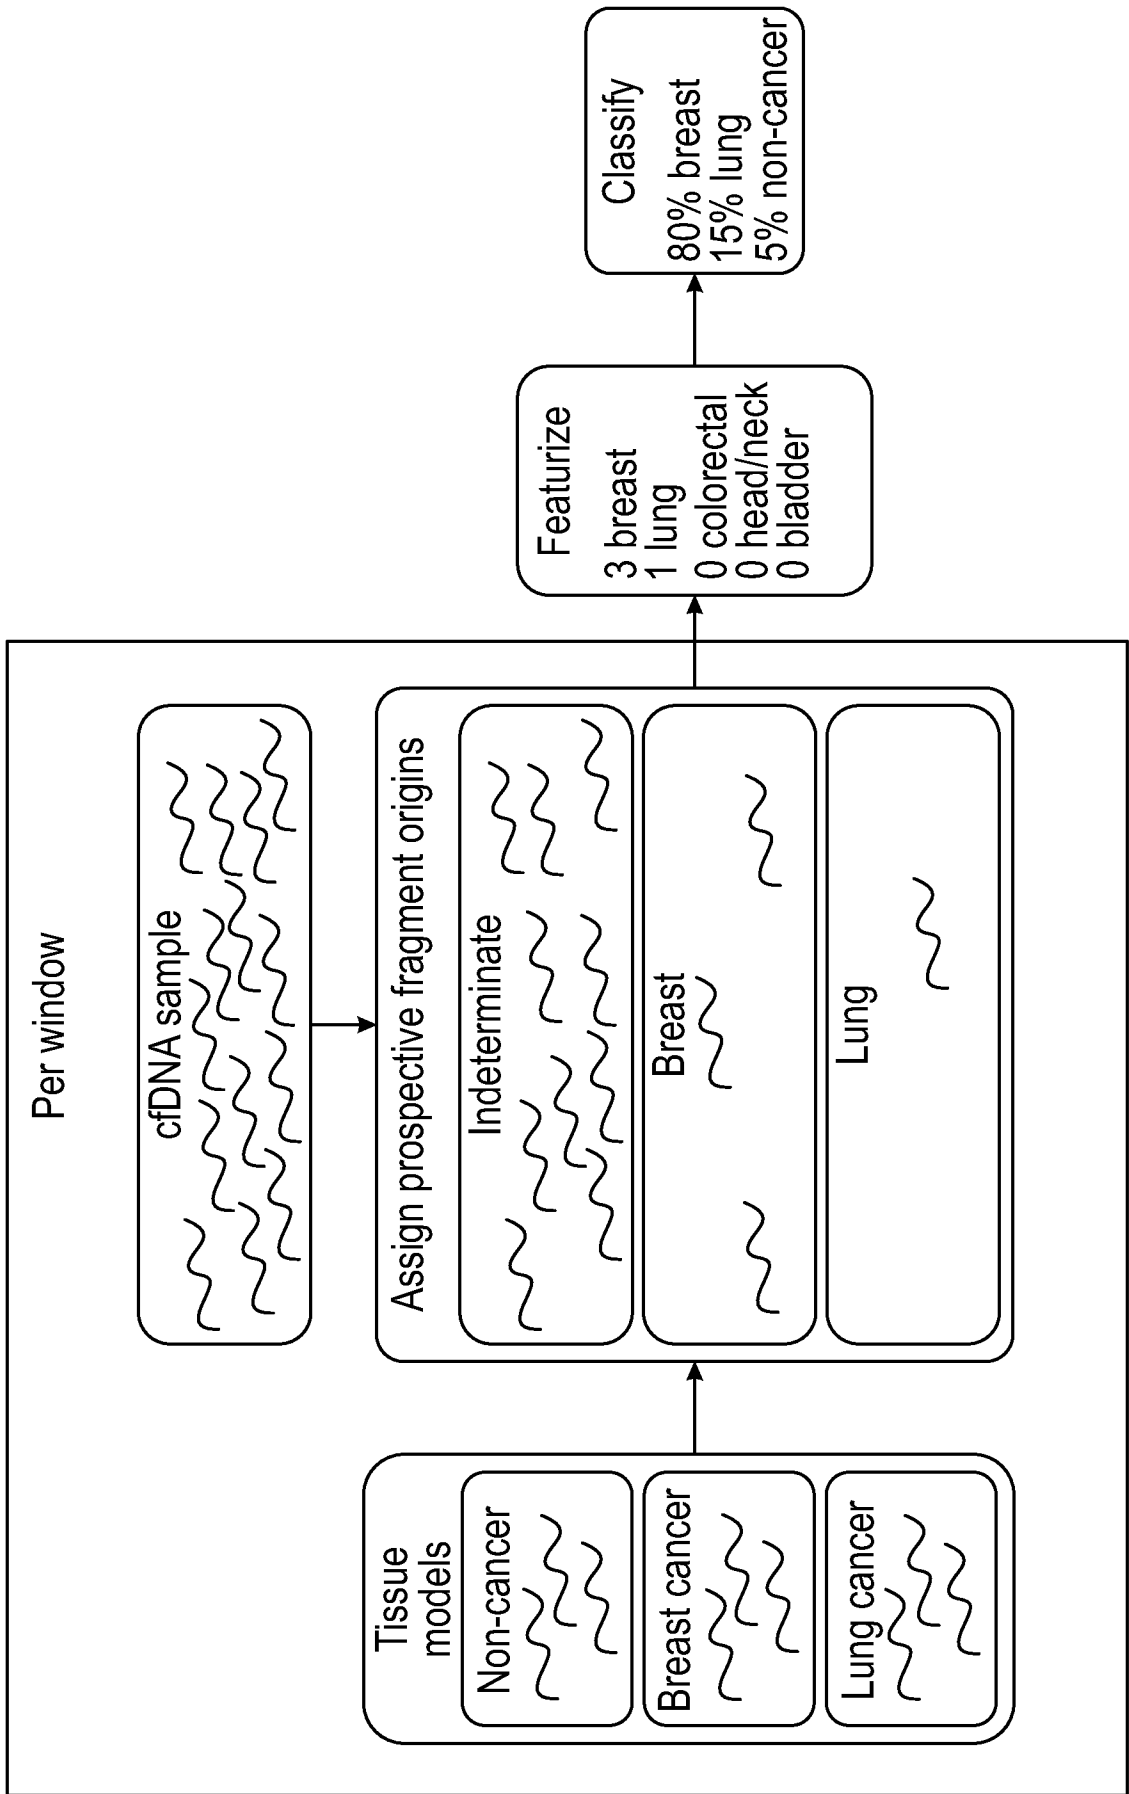 Per window
cfDNA sample
Tissue
models
Non-cancer
Breast cancer
Lung cancer
Assign prospective fragment origins
Indeterminate
Breast
Lung
Featurize
3 breast
1 lung
0 colorectal
0 head/neck
0 bladder
Classify
80% breast
15% lung
5% non-cancer